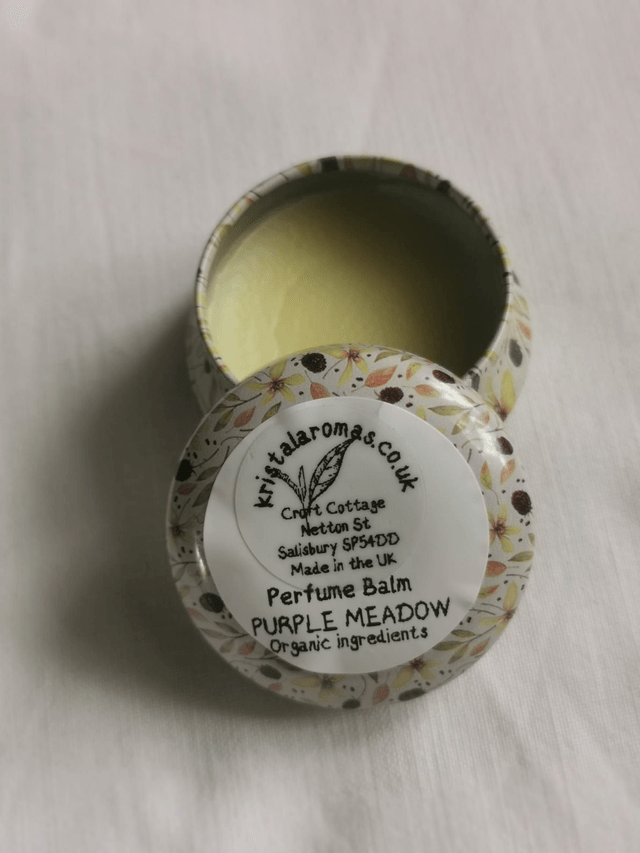 kristalaromas.co.uk
Croft Cottage
Netton St
Salisbury SP54DD
Made in the UK
Perfume Balm
PURPLE MEADOW
Organic ingredients